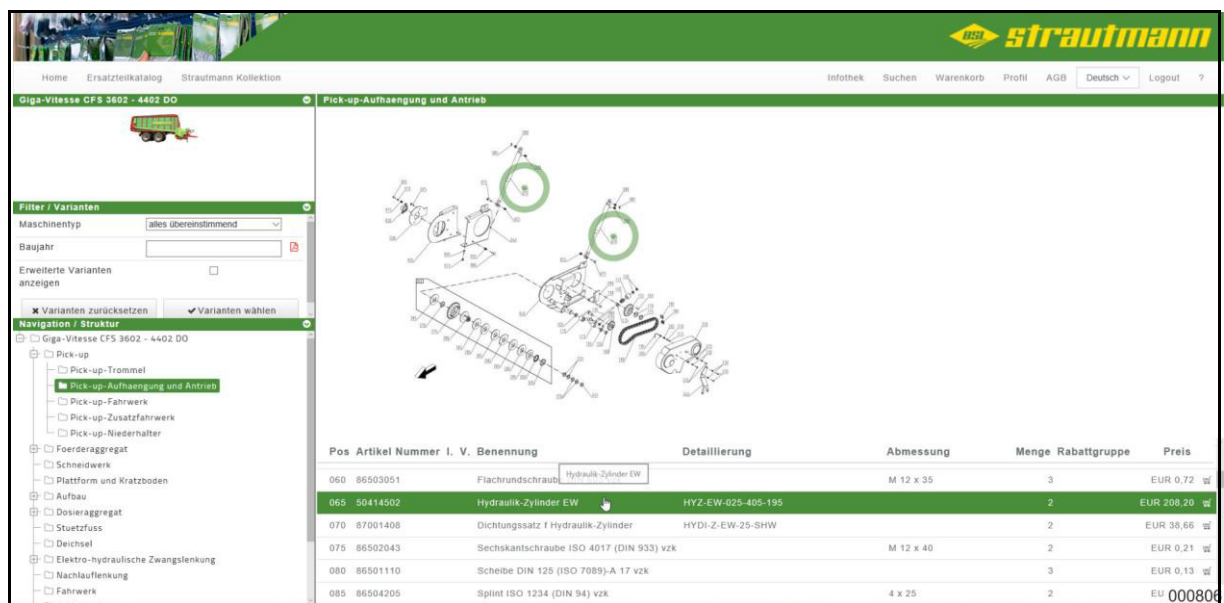 BSL strautmann
Home Ersatzteilkatalog Strautmann Kollektion Infothek Suchen Warenkorb Profil AGB Deutsch Logout ?
Giga-Vitesse CFS 3602 - 4402 DO
Pick-up-Aufhaengung und Antrieb
Filter / Varianten
Maschinentyp alles übereinstimmend
Baujahr
Erweiterte Varianten
anzeigen
Varianten zurücksetzen Varianten wählen
Navigation / Struktur
Giga-Vitesse CFS 3602 - 4402 DO
Pick-up
Pick-up-Trommel
Pick-up-Aufhaengung und Antrieb
Pick-up-Fahrwerk
Pick-up-Zusatzfahrwerk
Pick-up-Niederhalter
Foerderaggregat
Schneidwerk
Plattform und Kratzboden
Aufbau
Dosieraggregat
Stuetzfuss
Deichsel
Elektro-hydraulische Zwangslenkung
Nachlauflenkung
Fahrwerk
Pos Artikel Nummer I. V. Benennung Detaillierung Abmessung Menge Rabattgruppe Preis
060 86503051 Flachrundschraub M 12 x 35 3 EUR 0,72
Hydraulik-Zylinder EW
065 50414502 Hydraulik-Zylinder EW HYZ-EW-025-405-195 2 EUR 208,20
070 87001408 Dichtungssatz f Hydraulik-Zylinder HYDI-Z-EW-25-SHW 2 EUR 38,66
075 86502043 Sechskantschraube ISO 4017 (DIN 933) vzk M 12 x 40 2 EUR 0,21
080 86501110 Scheibe DIN 125 (ISO 7089)-A 17 vzk 3 EUR 0,13
085 86504205 Splint ISO 1234 (DIN 94) vzk 4 x 25 2 EU
000806